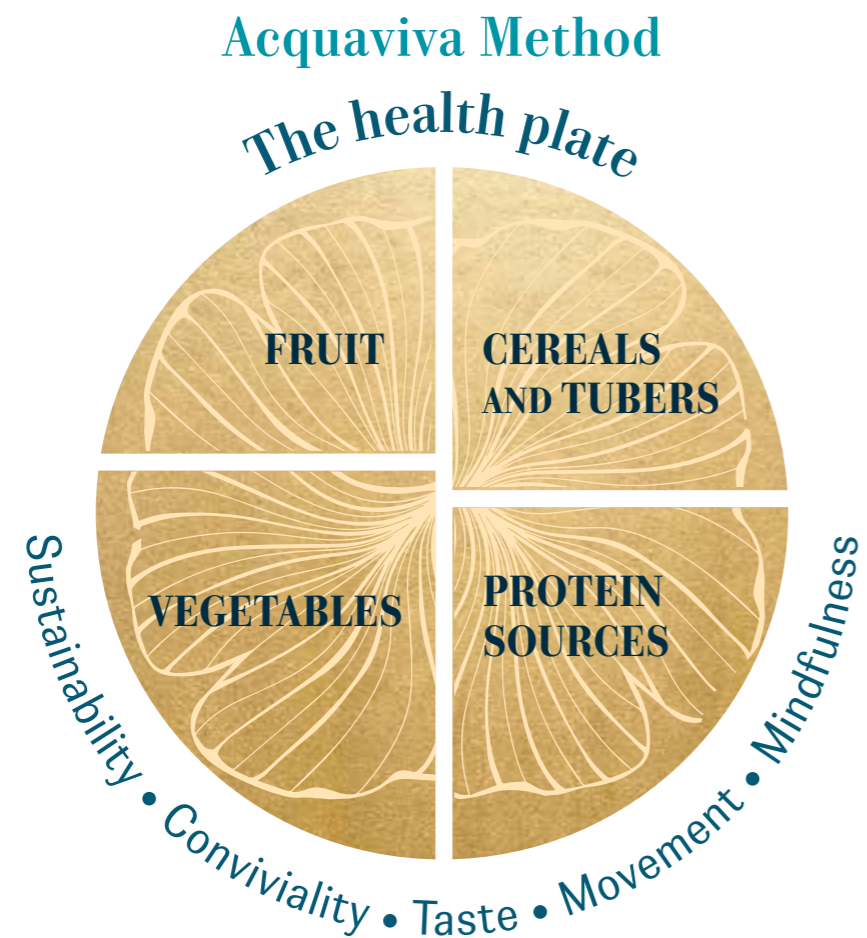 Acquaviva Method
The health plate
FRUIT
CEREALS
AND TUBERS
VEGETABLES
PROTEIN
SOURCES
Sustainability • Conviviality • Taste • Movement • Mindfulness